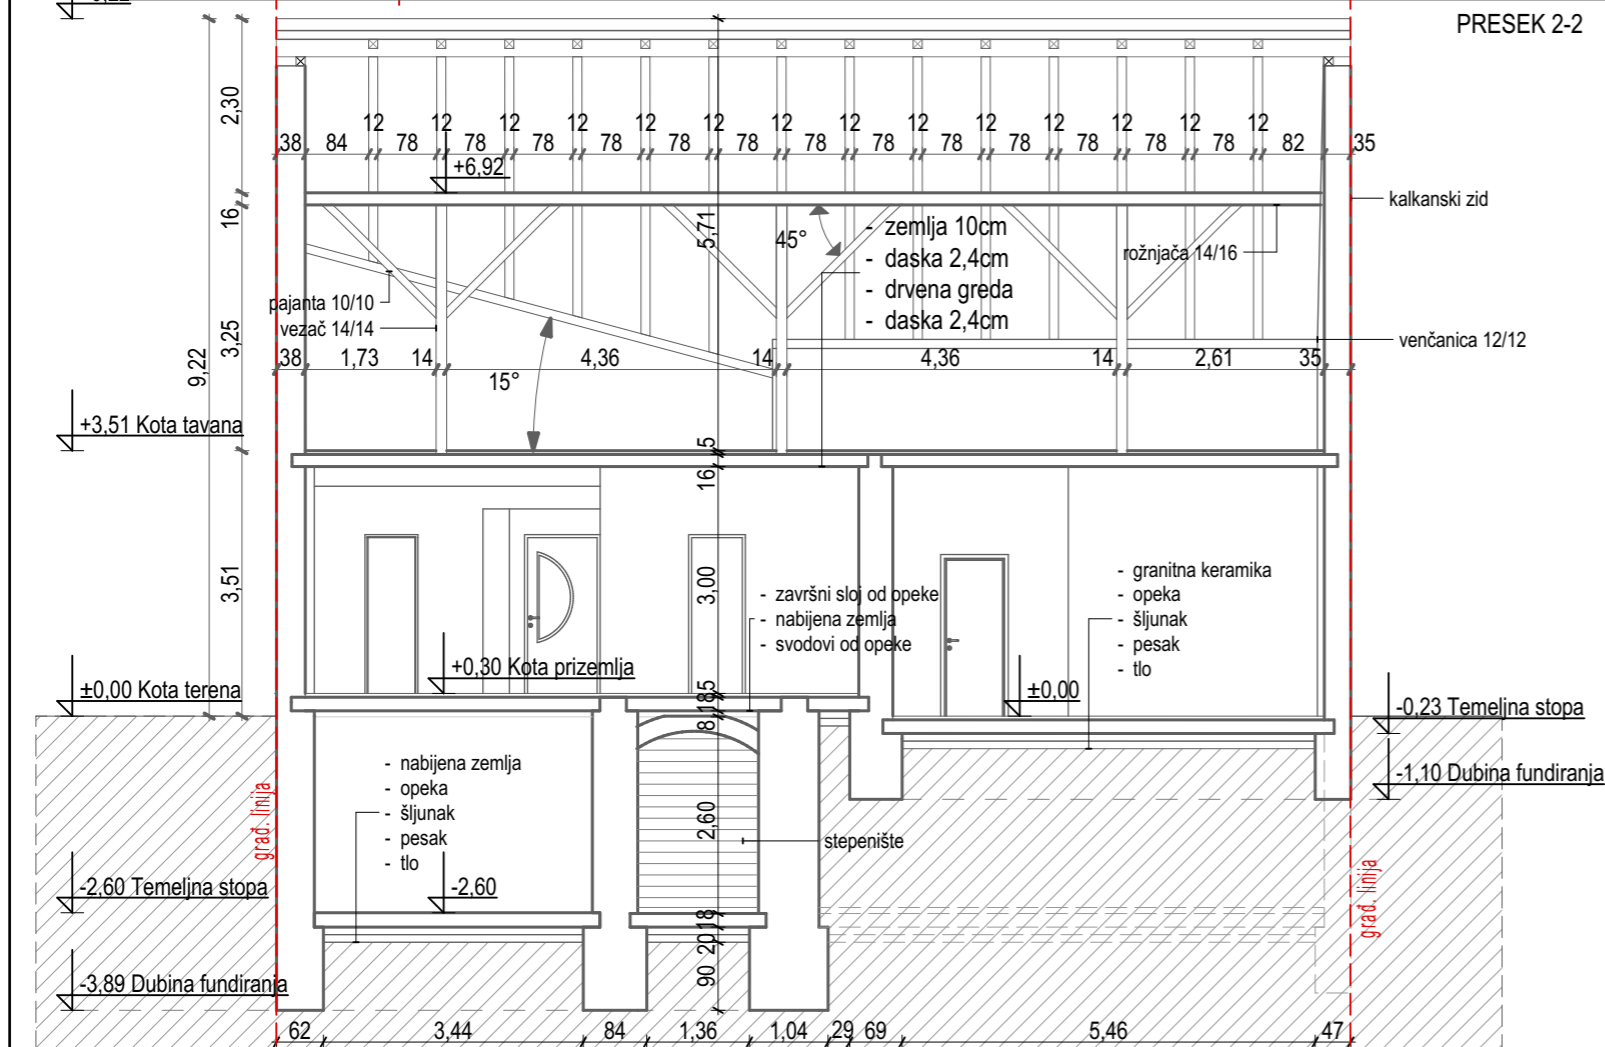 PRESEK 2-2
2,30
12 12 12 12 12 12 12 12 12 12 12 12 12 12
38 84 78 78 78 78 78 78 78 78 78 78 78 78 78 82 35
+6,92
kalkanski zid
16
5,71
45°
- zemlja 10cm
- daska 2,4cm
- drvena greda
- daska 2,4cm
rožnjača 14/16
pajanta 10/10
vezač 14/14
venčanica 12/12
3,25
9,22
38 1,73 14 4,36 14 4,36 14 2,61 35
15°
+3,51 Kota tavana
5
16
3,51
3,00
- završni sloj od opeke
- nabijena zemlja
- svodovi od opeke
- granitna keramika
- opeka
- šljunak
- pesak
- tlo
+0,30 Kota prizemlja
±0,00 Kota terena
±0,00
5
18
8,1
-0,23 Temeljna stopa
-1,10 Dubina fundiranja
- nabijena zemlja
- opeka
- šljunak
- pesak
- tlo
građ. linija
2,60
stepenište
-2,60 Temeljna stopa
-2,60
građ. linija
18
20
90
-3,89 Dubina fundiranja
62 3,44 84 1,36 1,04 29 69 5,46 47